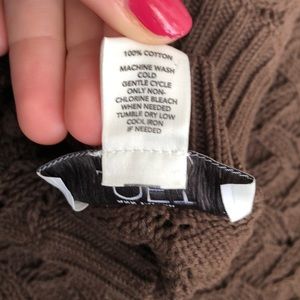 100% COTTON
MACHINE WASH
COLD
GENTLE CYCLE
ONLY NON-
CHLORINE BLEACH
WHEN NEEDED
TUMBLE DRY LOW
COOL IRON
IF NEEDED